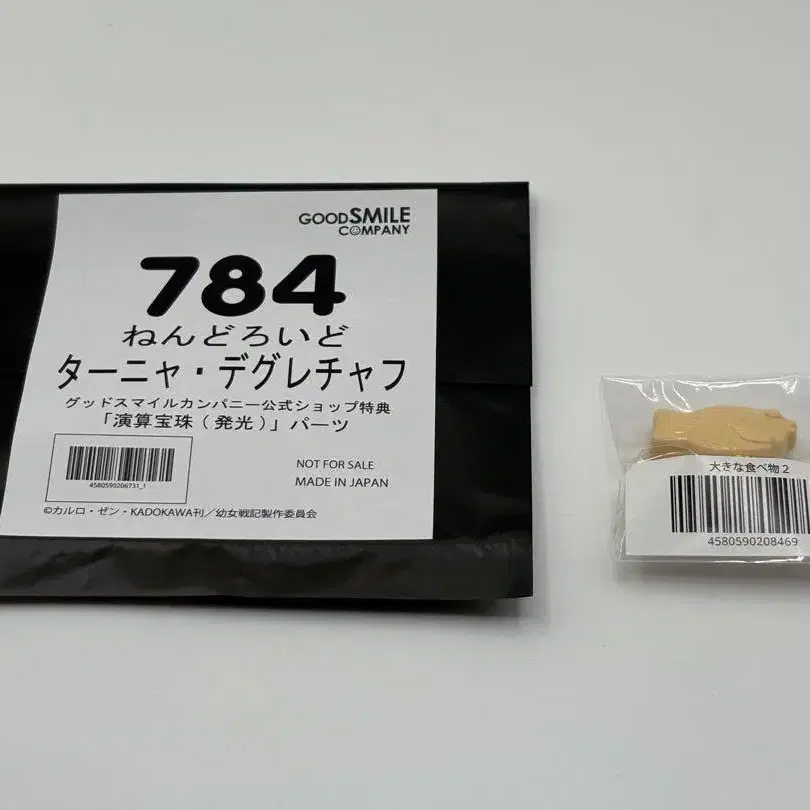 GOODSMILE
COMPANY
784
ねんどろいど
ターニャ・デグレチャフ
グッドスマイルカンパニー公式ショップ特典
「演算宝珠(発光)」パーツ
NOT FOR SALE
4580590206731_1
MADE IN JAPAN
©カルロ・ゼン・KADOKAWA刊/幼女戦記製作委員会
大きな食べ物2
4580590208469